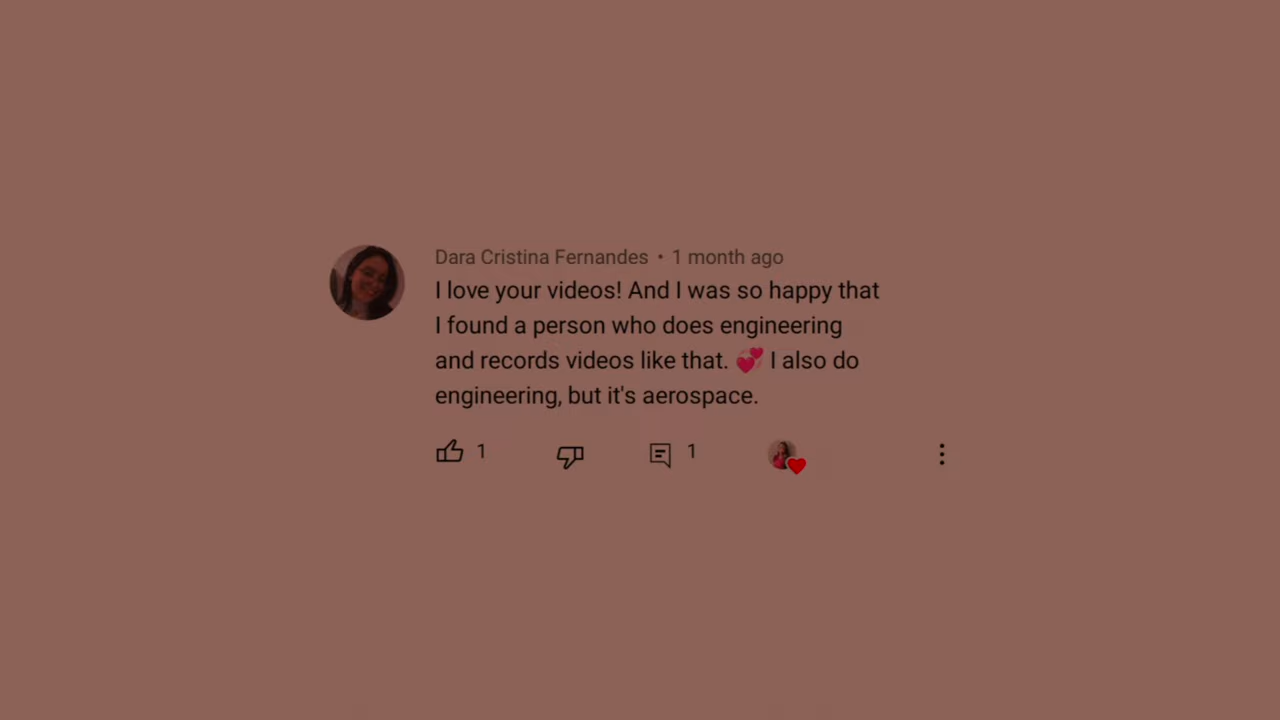 Dara Cristina Fernandes • 1 month ago
I love your videos! And I was so happy that
I found a person who does engineering
and records videos like that. 💞 I also do
engineering, but it's aerospace.
1 1